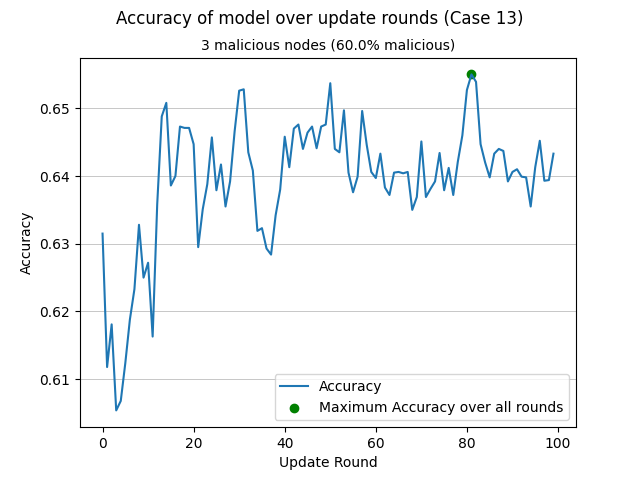 Accuracy of model over update rounds (Case 13)
3 malicious nodes (60.0% malicious)
0.65
0.64
0.63
0.62
0.61
Accuracy
Accuracy
Maximum Accuracy over all rounds
0 20 40 60 80 100
Update Round